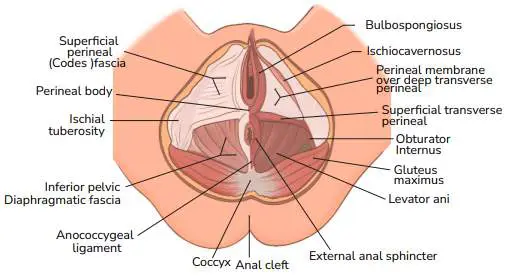 Superficial
perineal
(Codes )fascia
Perineal body
Ischial
tuberosity
Inferior pelvic
Diaphragmatic fascia
Anococcygeal
ligament
Coccyx
Anal cleft
External anal sphincter
Bulbospongiosus
Ischiocavernosus
Perineal membrane
over deep transverse
perineal
Superficial transverse
perineal
Obturator
Internus
Gluteus
maximus
Levator ani